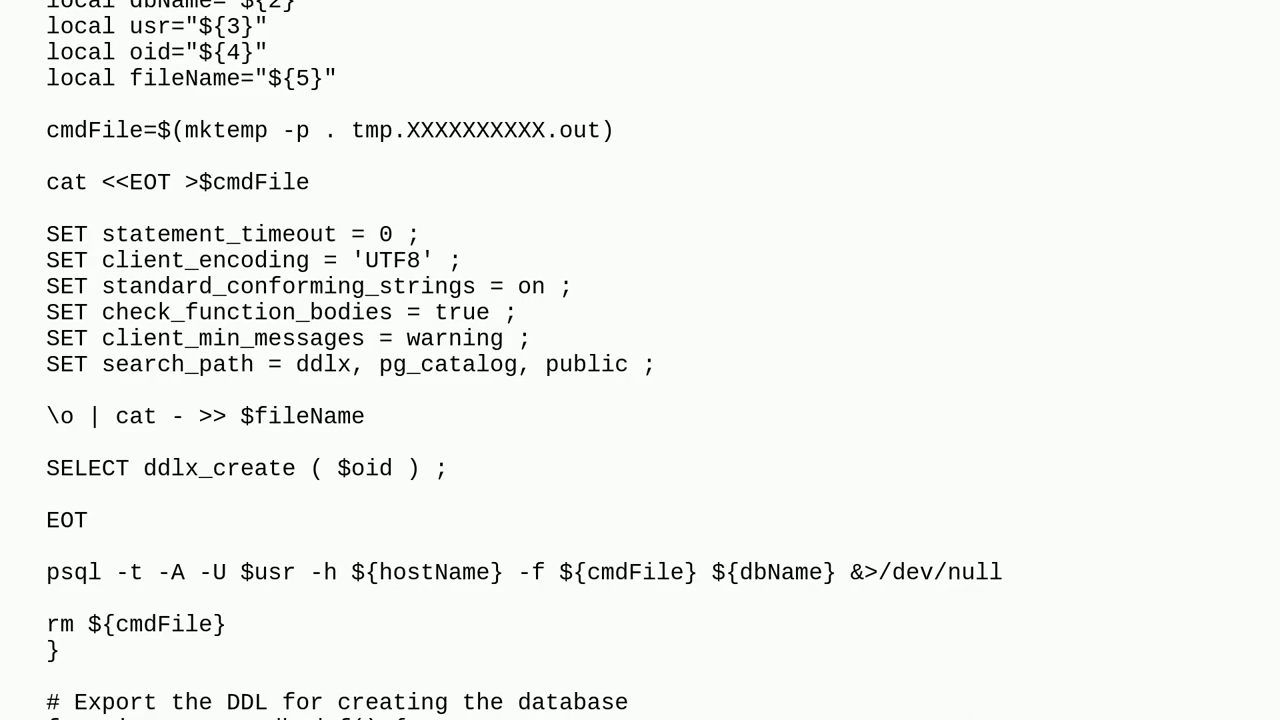 local dbName="${2}"
local usr="${3}"
local oid="${4}"
local fileName="${5}"
cmdFile=$(mktemp -p . tmp.XXXXXXXXXX.out)
cat <<EOT >$cmdFile
SET statement_timeout = 0 ;
SET client_encoding = 'UTF8' ;
SET standard_conforming_strings = on ;
SET check_function_bodies = true ;
SET client_min_messages = warning ;
SET search_path = ddlx, pg_catalog, public ;
\o | cat - >> $fileName
SELECT ddlx_create ( $oid ) ;
EOT
psql -t -A -U $usr -h ${hostName} -f ${cmdFile} ${dbName} &>/dev/null
rm ${cmdFile}
}
# Export the DDL for creating the database